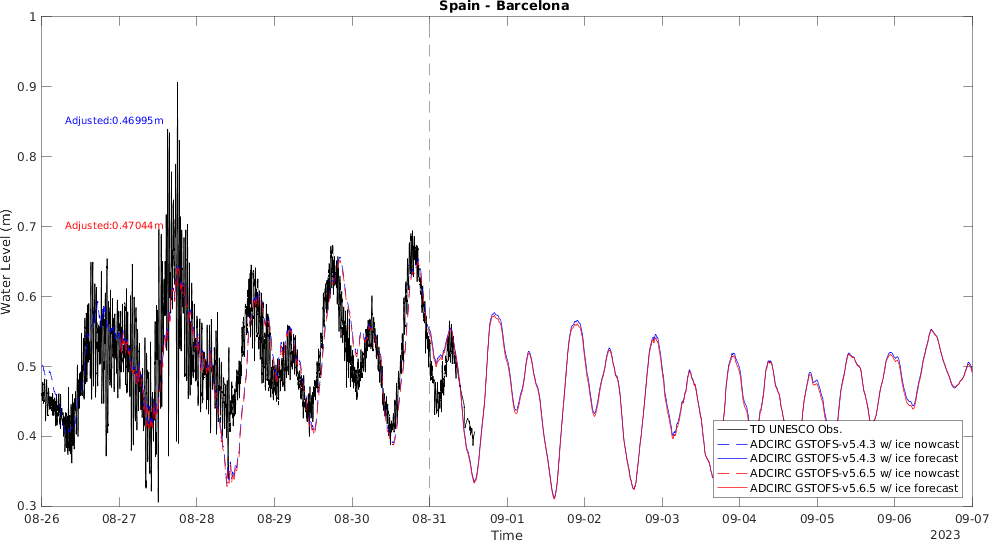 Spain - Barcelona
1
0.9
0.8
0.7
0.6
0.5
0.4
0.3
Water Level (m)
Adjusted:0.46995m
Adjusted:0.47044m
TD UNESCO Obs.
ADCIRC GSTOFS-v5.4.3 w/ ice nowcast
ADCIRC GSTOFS-v5.4.3 w/ ice forecast
ADCIRC GSTOFS-v5.6.5 w/ ice nowcast
ADCIRC GSTOFS-v5.6.5 w/ ice forecast
08-26 08-27 08-28 08-29 08-30 08-31 09-01 09-02 09-03 09-04 09-05 09-06 09-07
Time
2023